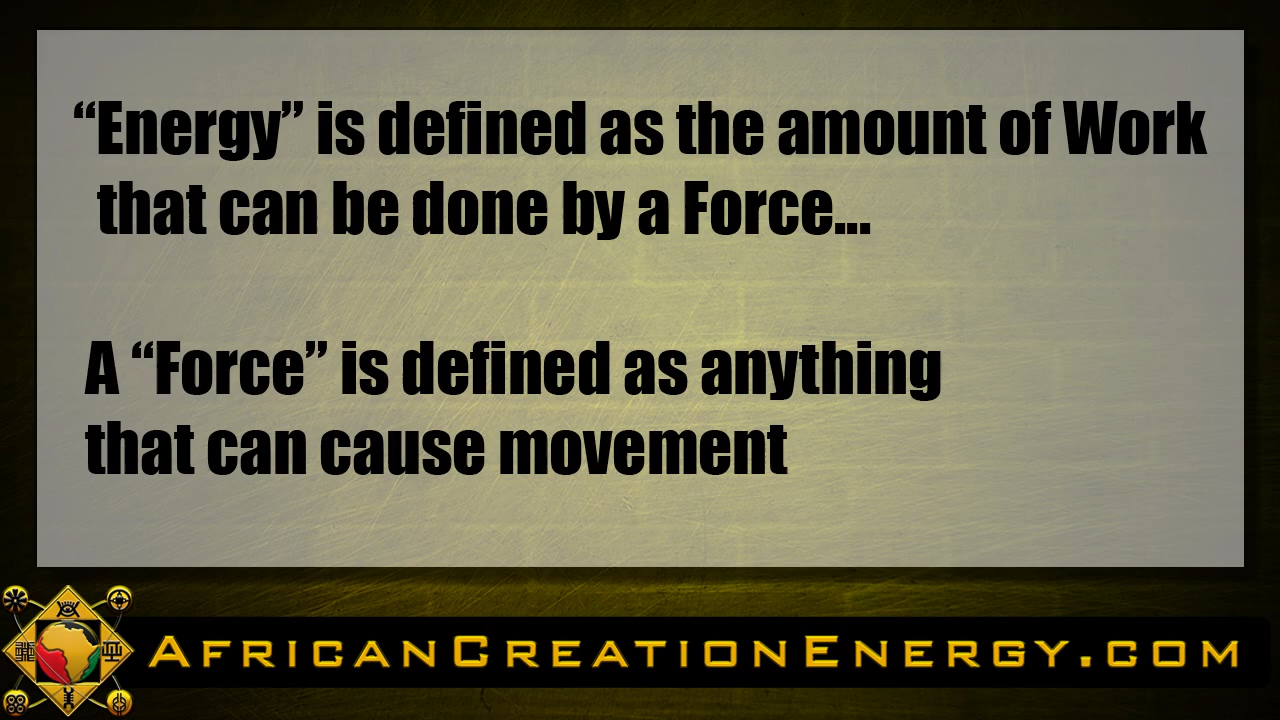 “Energy” is defined as the amount of Work
that can be done by a Force...
A “Force” is defined as anything
that can cause movement
AFRICANCREATIONENERGY.COM